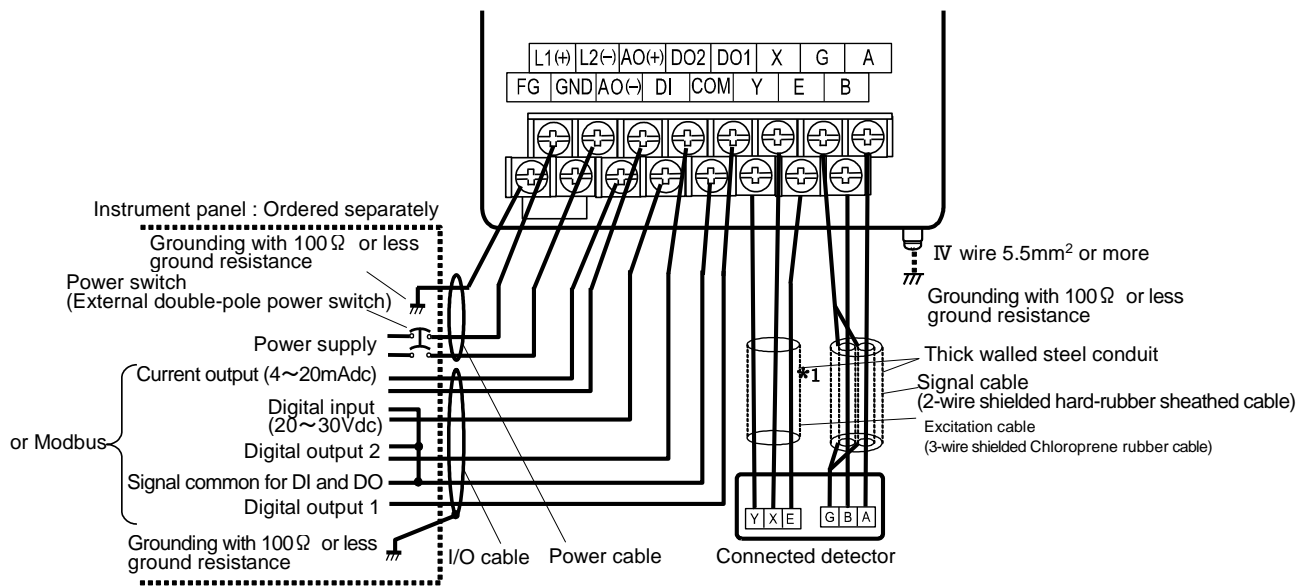 L1(+) L2(−) AO(+) DO2 DO1 X G A
FG GND AO(−) DI COM Y E B
Instrument panel : Ordered separately
Grounding with 100Ω or less
ground resistance
Power switch
(External double-pole power switch)
Power supply
Current output (4～20mAdc)
Digital input
(20～30Vdc)
or Modbus
Digital output 2
Signal common for DI and DO
Digital output 1
Grounding with 100Ω or less
ground resistance
I/O cable
Power cable
IV wire 5.5mm² or more
Grounding with 100Ω or less
ground resistance
Thick walled steel conduit
*1
Signal cable
(2-wire shielded hard-rubber sheathed cable)
Excitation cable
(3-wire shielded Chloroprene rubber cable)
Y X E G B A
Connected detector